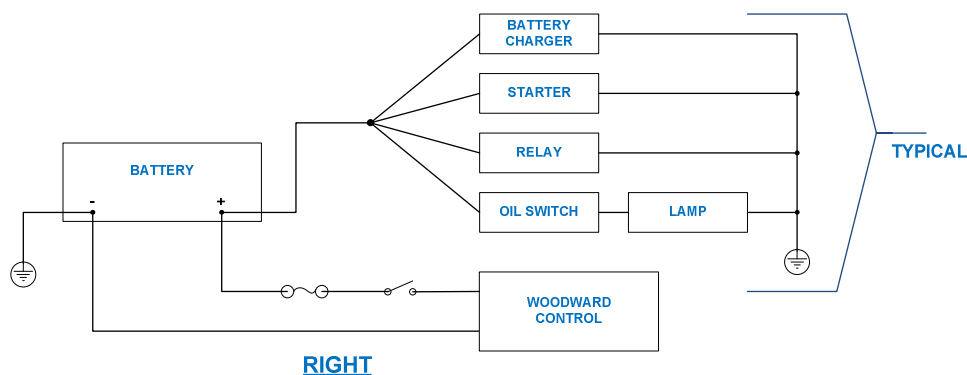 BATTERY
CHARGER
STARTER
TYPICAL
RELAY
BATTERY
-
+
OIL SWITCH
LAMP
WOODWARD
CONTROL
RIGHT